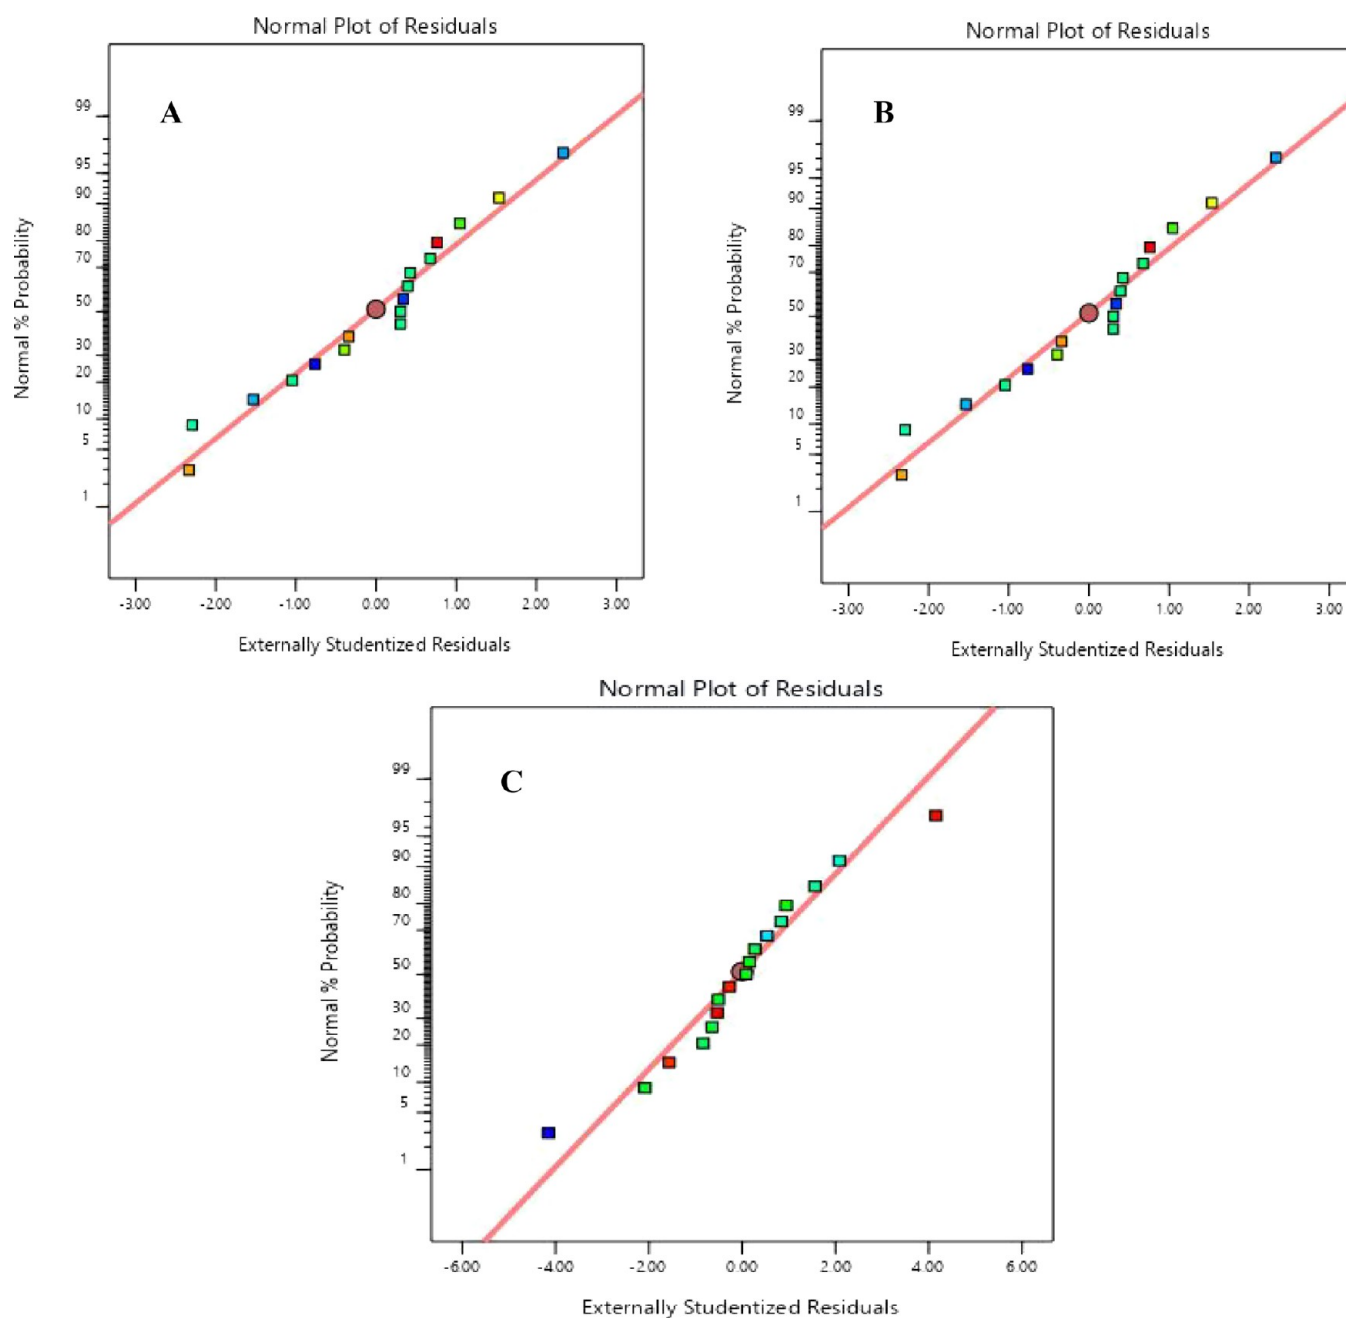 Normal Plot of Residuals
A
Normal % Probability
99
95
90
80
70
50
30
20
10
5
1
-3.00 -2.00 -1.00 0.00 1.00 2.00 3.00
Externally Studentized Residuals
Normal Plot of Residuals
B
Normal % Probability
99
95
90
80
70
50
30
20
10
5
1
-3.00 -2.00 -1.00 0.00 1.00 2.00 3.00
Externally Studentized Residuals
Normal Plot of Residuals
C
Normal % Probability
99
95
90
80
70
50
30
20
10
5
1
-6.00 -4.00 -2.00 0.00 2.00 4.00 6.00
Externally Studentized Residuals